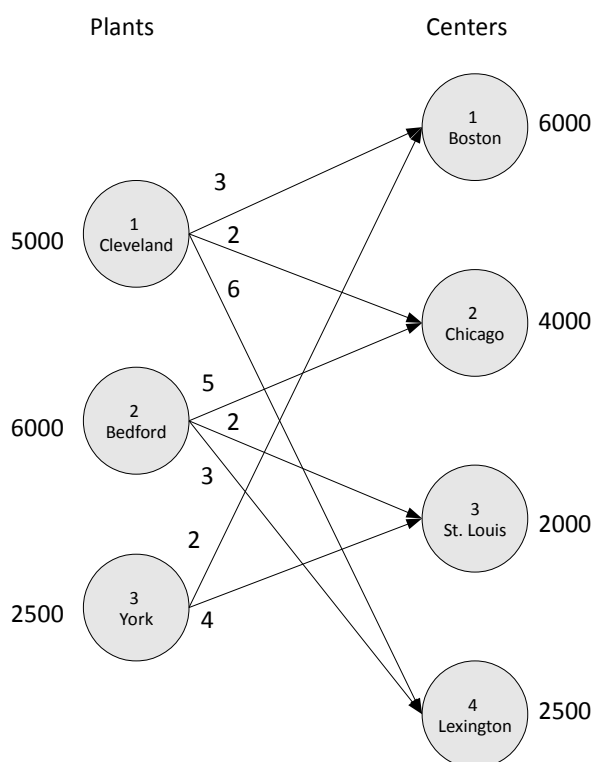 Plants
Centers
1
Boston
6000
3
1
Cleveland
5000
2
6
2
Chicago
4000
5
2
Bedford
6000
2
3
3
St. Louis
2000
2
3
York
2500
4
4
Lexington
2500